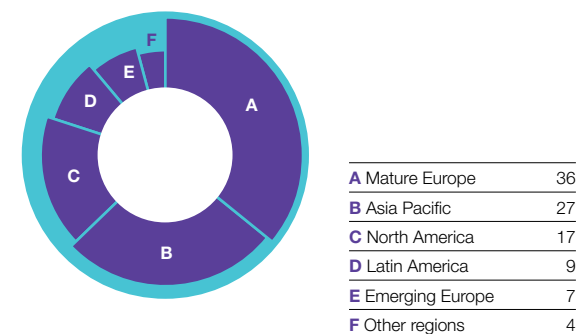 F
E
A
D
C
B
A Mature Europe 36
B Asia Pacific 27
C North America 17
D Latin America 9
E Emerging Europe 7
F Other regions 4